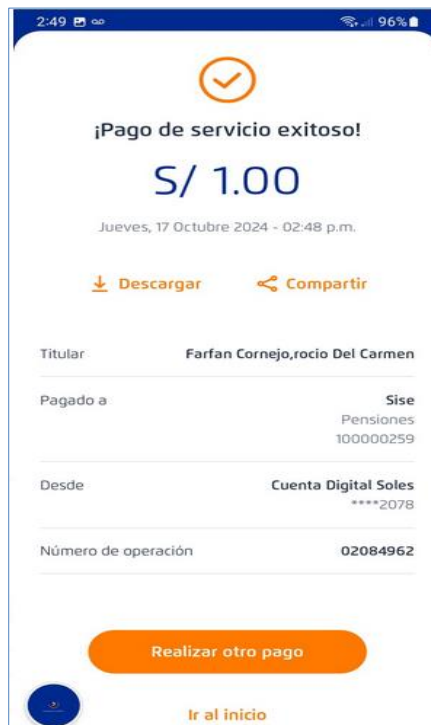 2:49 96%
¡Pago de servicio exitoso!
S/ 1.00
Jueves, 17 Octubre 2024 - 02:48 p.m.
Descargar Compartir
Titular Farfan Cornejo,rocio Del Carmen
Pagado a Sise
Pensiones
100000259
Desde Cuenta Digital Soles
****2078
Número de operación 02084962
Realizar otro pago
Ir al inicio